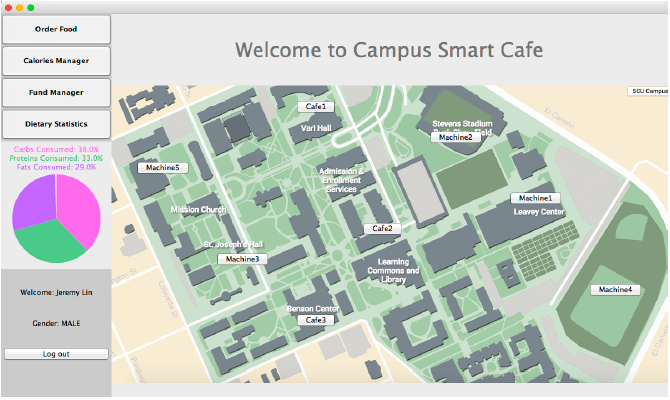 Order Food
Calories Manager
Fund Manager
Dietary Statistics
Carbs Consumed: 38.0%
Proteins Consumed: 33.0%
Fats Consumed: 29.0%
Welcome: Jeremy Lin
Gender: MALE
Log out
Welcome to Campus Smart Cafe
SCU Campus
El Camino
Cafe1
Vari Hall
Stevens Stadium
Machine2
Machine5
Admission &
Enrollment
Services
Machine1
Leavey Center
Mission Church
Cafe2
St. Joseph's Hall
Machine3
Learning
Commons and
Library
Machine4
Lafayette St
Benson Center
Cafe3
El Camino